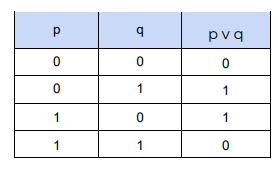 p q p v q
0 0 0
0 1 1
1 0 1
1 1 0